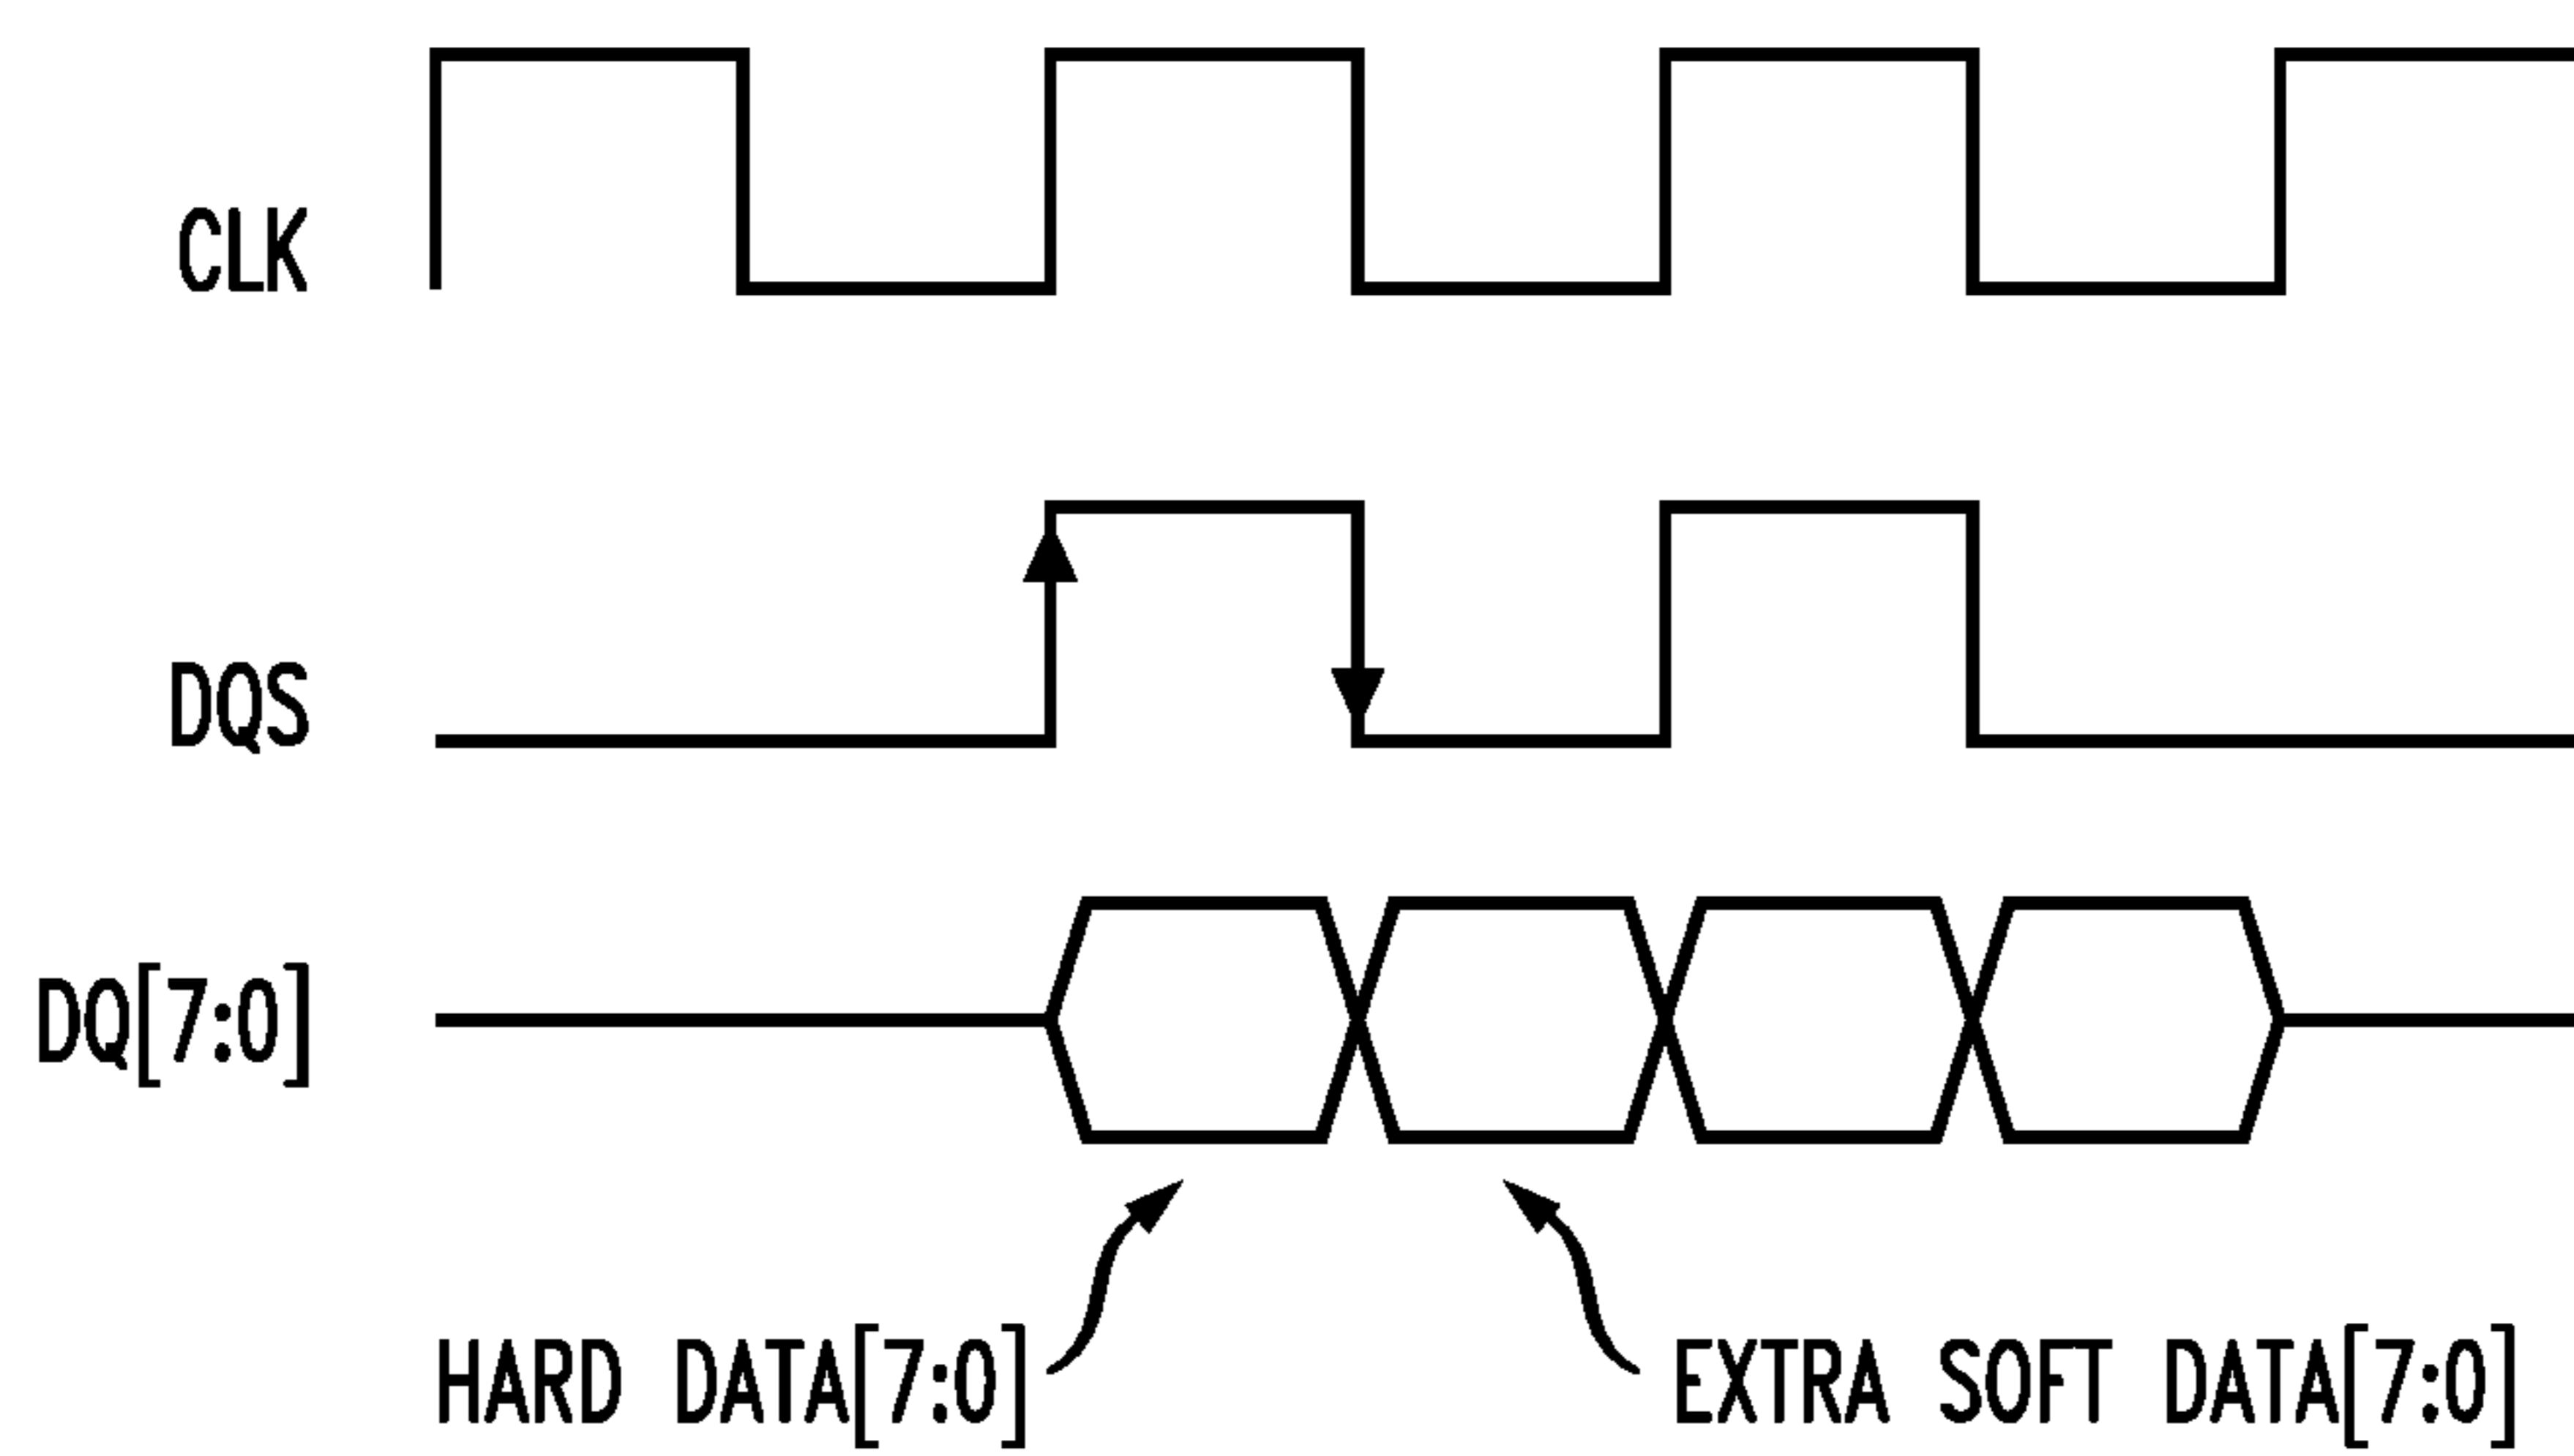 CLK
DQS
DQ[7:0]
HARD DATA[7:0]
EXTRA SOFT DATA[7:0]